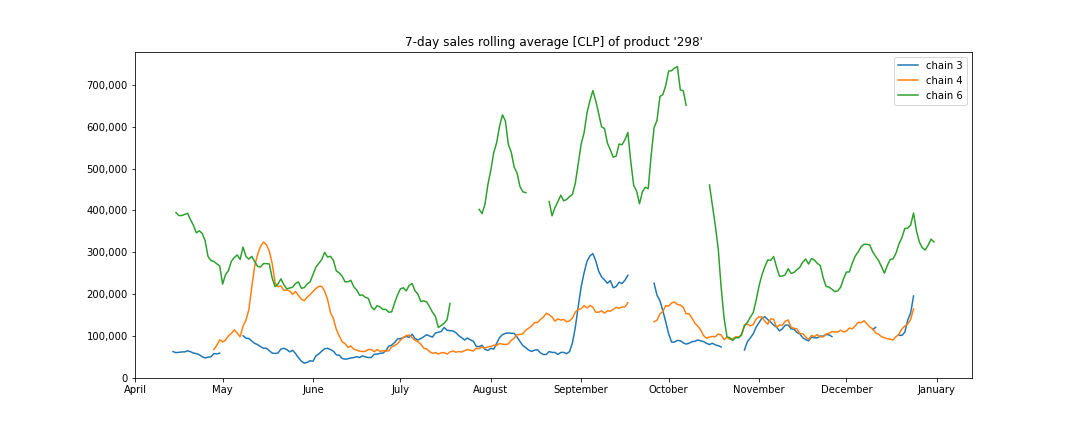 7-day sales rolling average [CLP] of product '298'
chain 3
chain 4
chain 6
700,000
600,000
500,000
400,000
300,000
200,000
100,000
0
April May June July August September October November December January